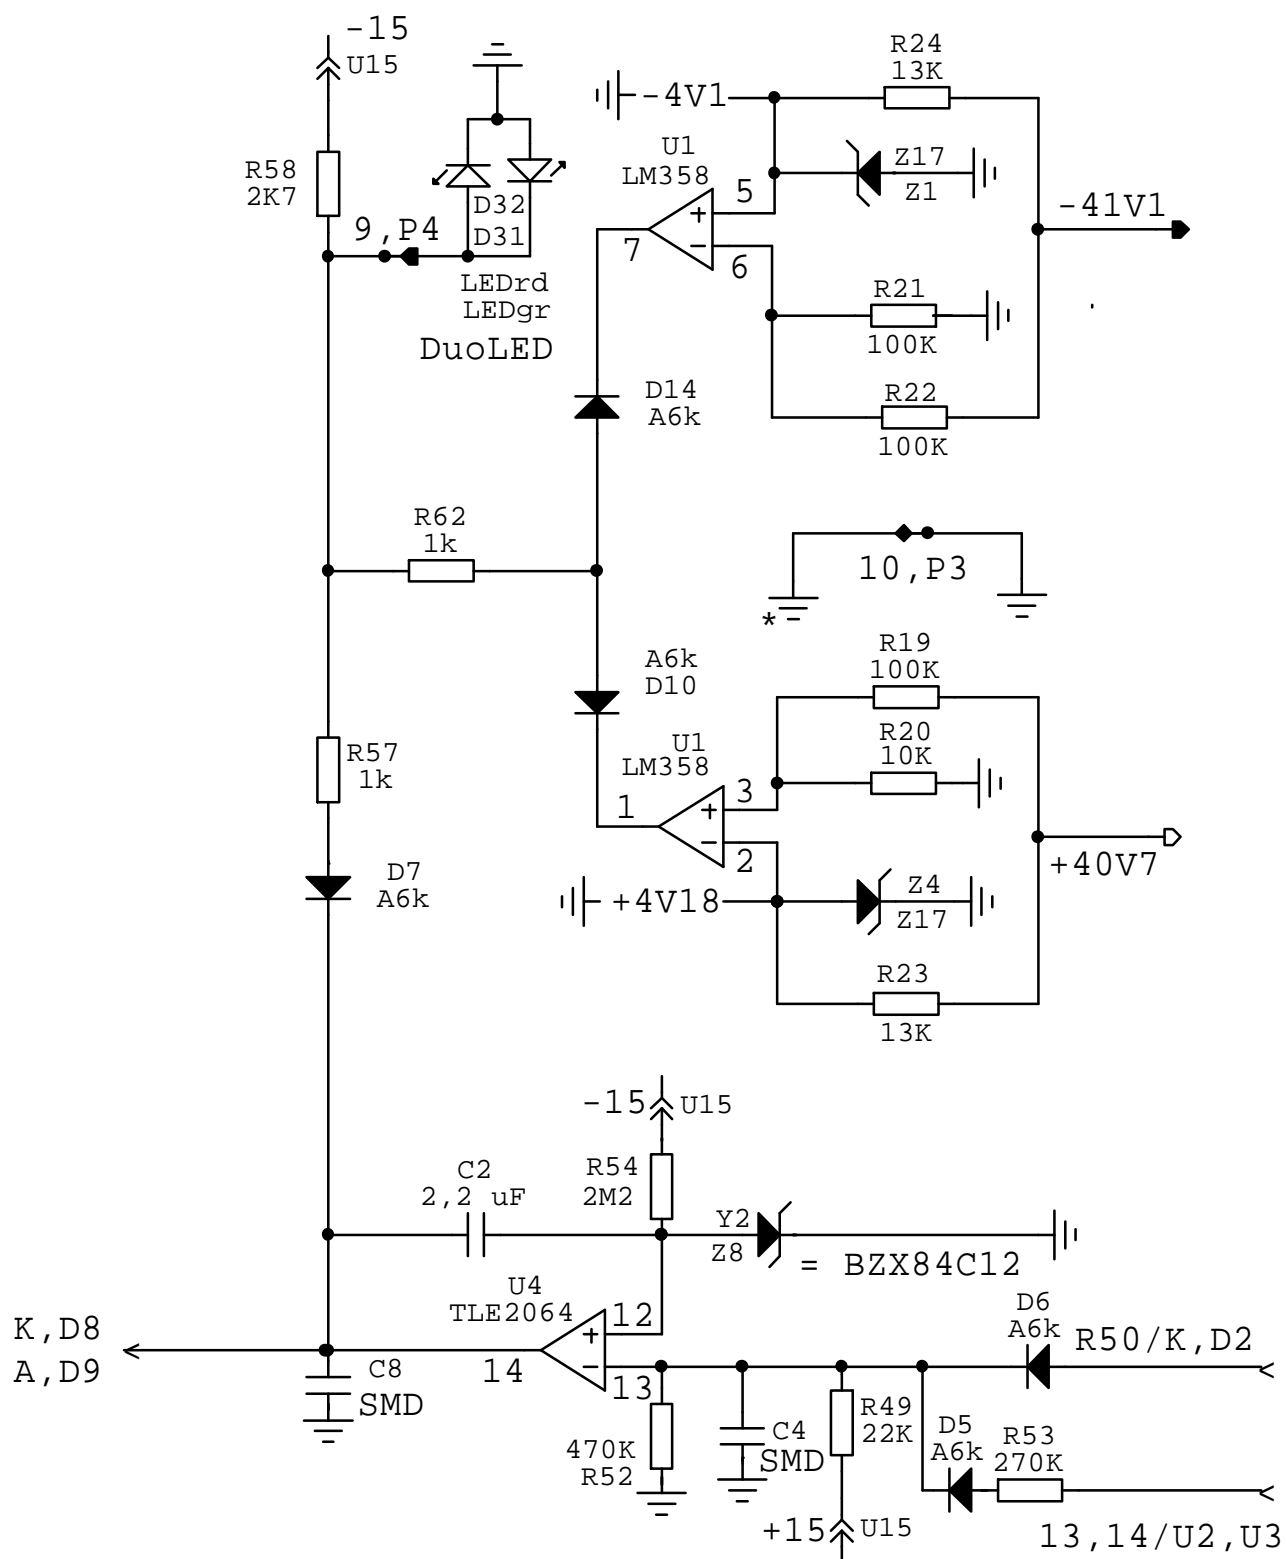 -15
U15
R58
2K7
9,P4
D32
D31
LEDrd
LEDgr
DuoLED
-4V1
U1
LM358
5
6
7
R24
13K
Z17
Z1
-41V1
R21
100K
R22
100K
D14
A6k
R62
1k
10,P3
*
A6k
D10
R19
100K
R20
10K
U1
LM358
1
3
2
+4V18
Z4
Z17
+40V7
R23
13K
R57
1k
D7
A6k
-15
U15
R54
2M2
C2
2,2 uF
Y2
Z8
= BZX84C12
U4
TLE2064
12
13
14
K,D8
A,D9
C8
SMD
470K
R52
C4
SMD
R49
22K
+15
U15
D6
A6k
R50/K,D2
D5
A6k
R53
270K
13,14/U2,U3